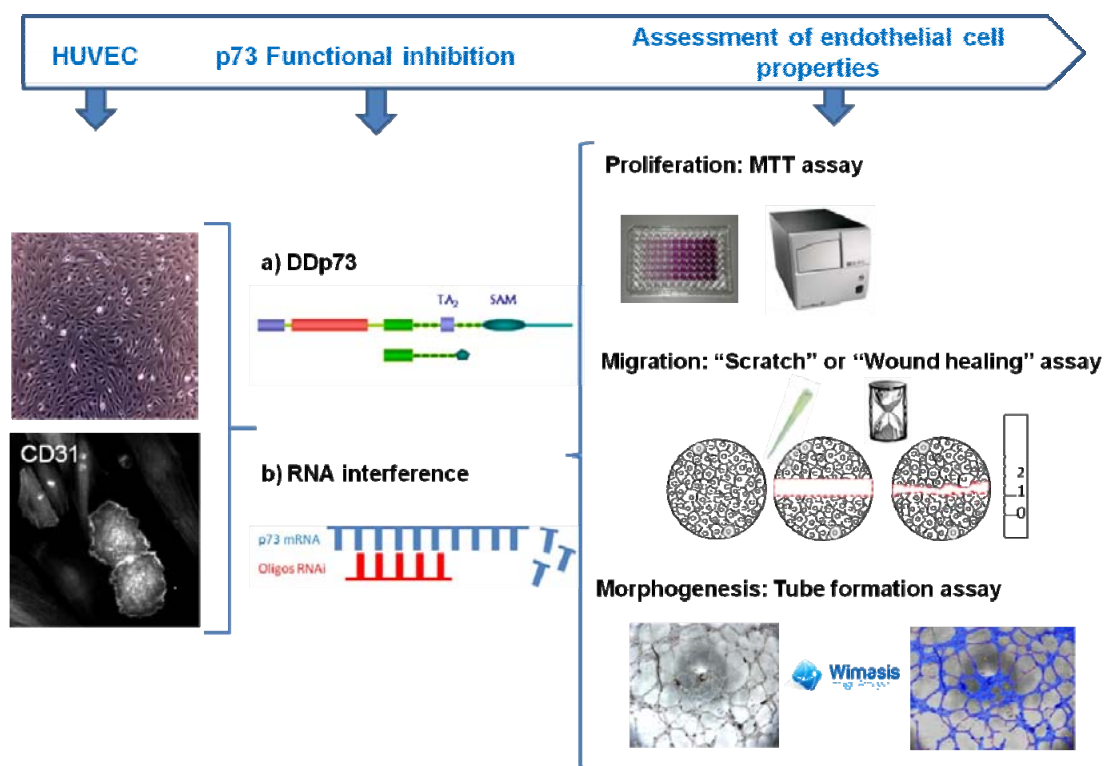 HUVEC
p73 Functional inhibition
Assessment of endothelial cell
properties
Proliferation: MTT assay
a) DDp73
TA2
SAM
Migration: “Scratch” or “Wound healing” assay
CD31
b) RNA interference
2
1
0
p73 mRNA
Oligos RNAi
Morphogenesis: Tube formation assay
Wimasis